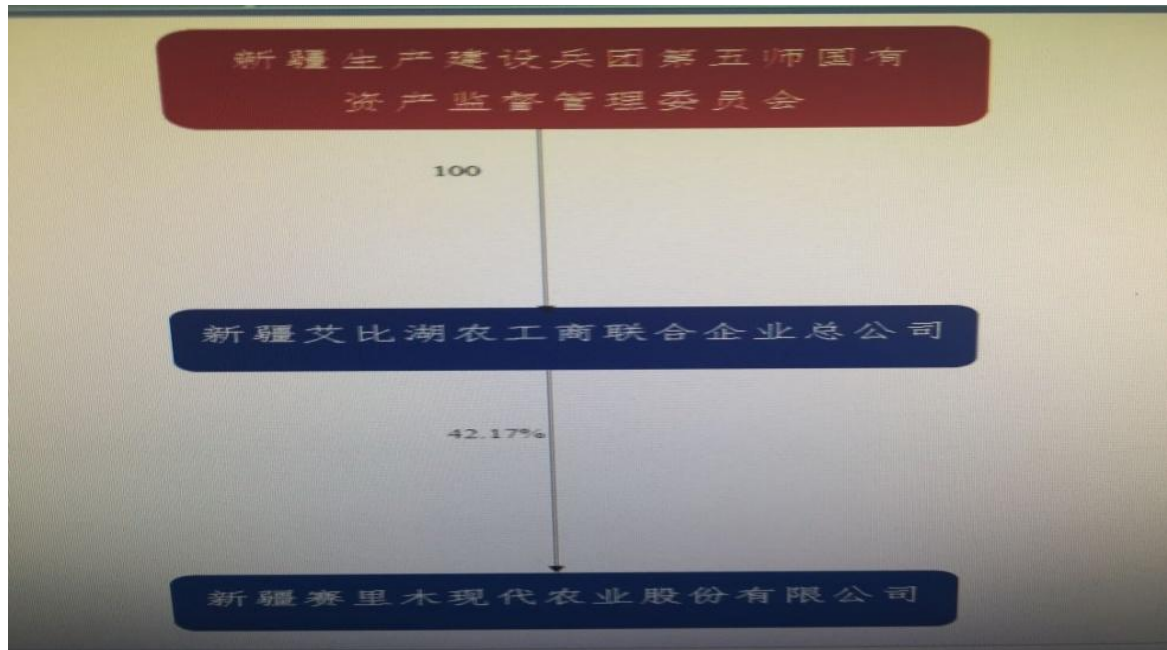 新疆生产建设兵团第五师国有
资产监督管理委员会
100
新疆艾比湖农工商联合企业总公司
42.17%
新疆赛里木现代农业股份有限公司